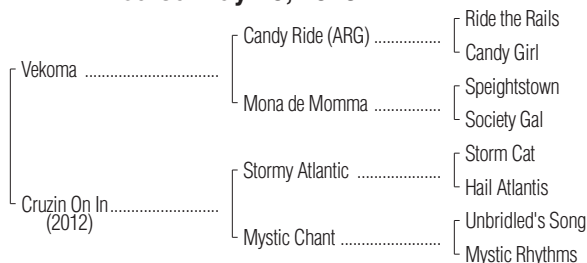 Vekoma ............................................
Cruzin On In...................................
(2012)
Candy Ride (ARG) ....................
Mona de Momma .................
Stormy Atlantic .........................
Mystic Chant .............................
Ride the Rails
Candy Girl
Speightstown
Society Gal
Storm Cat
Hail Atlantis
Unbridled's Song
Mystic Rhythms